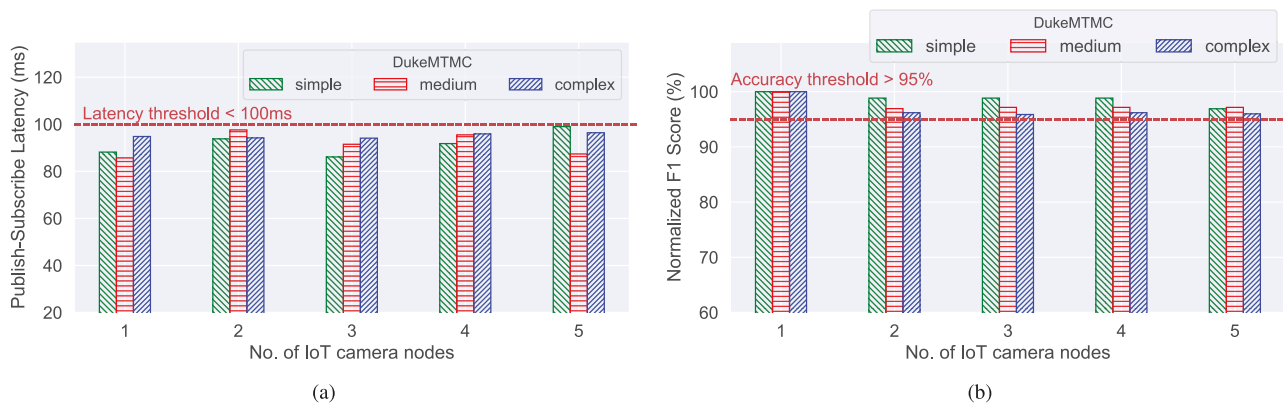 DukeMTMC
simple medium complex
Latency threshold < 100ms
Publish-Subscribe Latency (ms)
120
100
80
60
40
20
1 2 3 4 5
No. of IoT camera nodes
(a)
DukeMTMC
simple medium complex
Accuracy threshold > 95%
Normalized F1 Score (%)
100
90
80
70
60
1 2 3 4 5
No. of IoT camera nodes
(b)